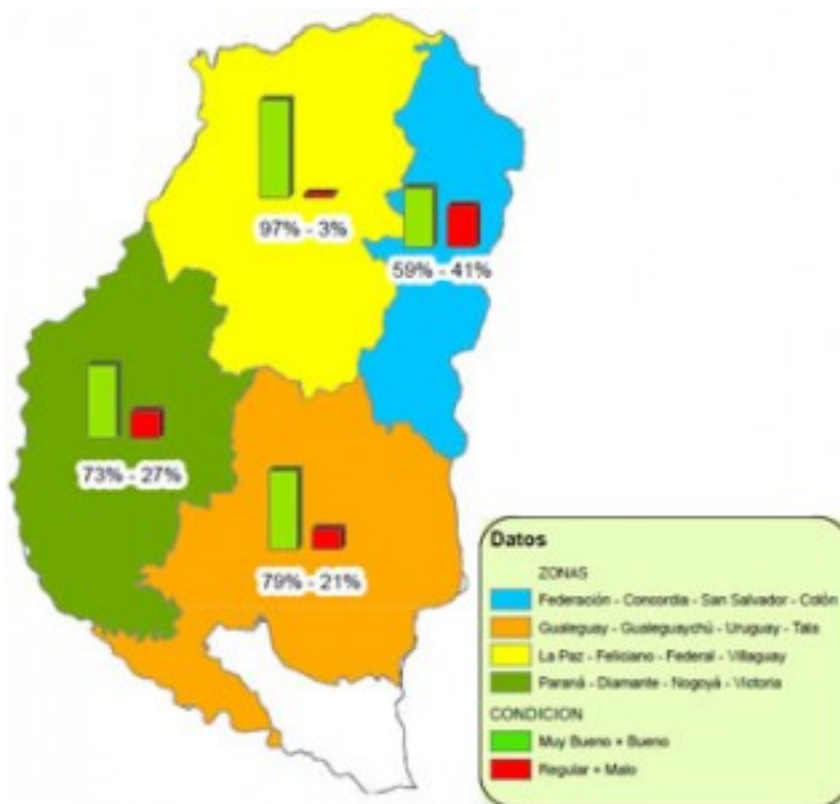 97% - 3%
59% - 41%
73% - 27%
79% - 21%
Datos
ZONAS
Federación - Concordia - San Salvador - Colón
Gualeguay - Gualeguaychú - Uruguay - Tala
La Paz - Feliciano - Federal - Villaguay
Paraná - Diamante - Nogoyá - Victoria
CONDICION
Muy Bueno + Bueno
Regular + Malo